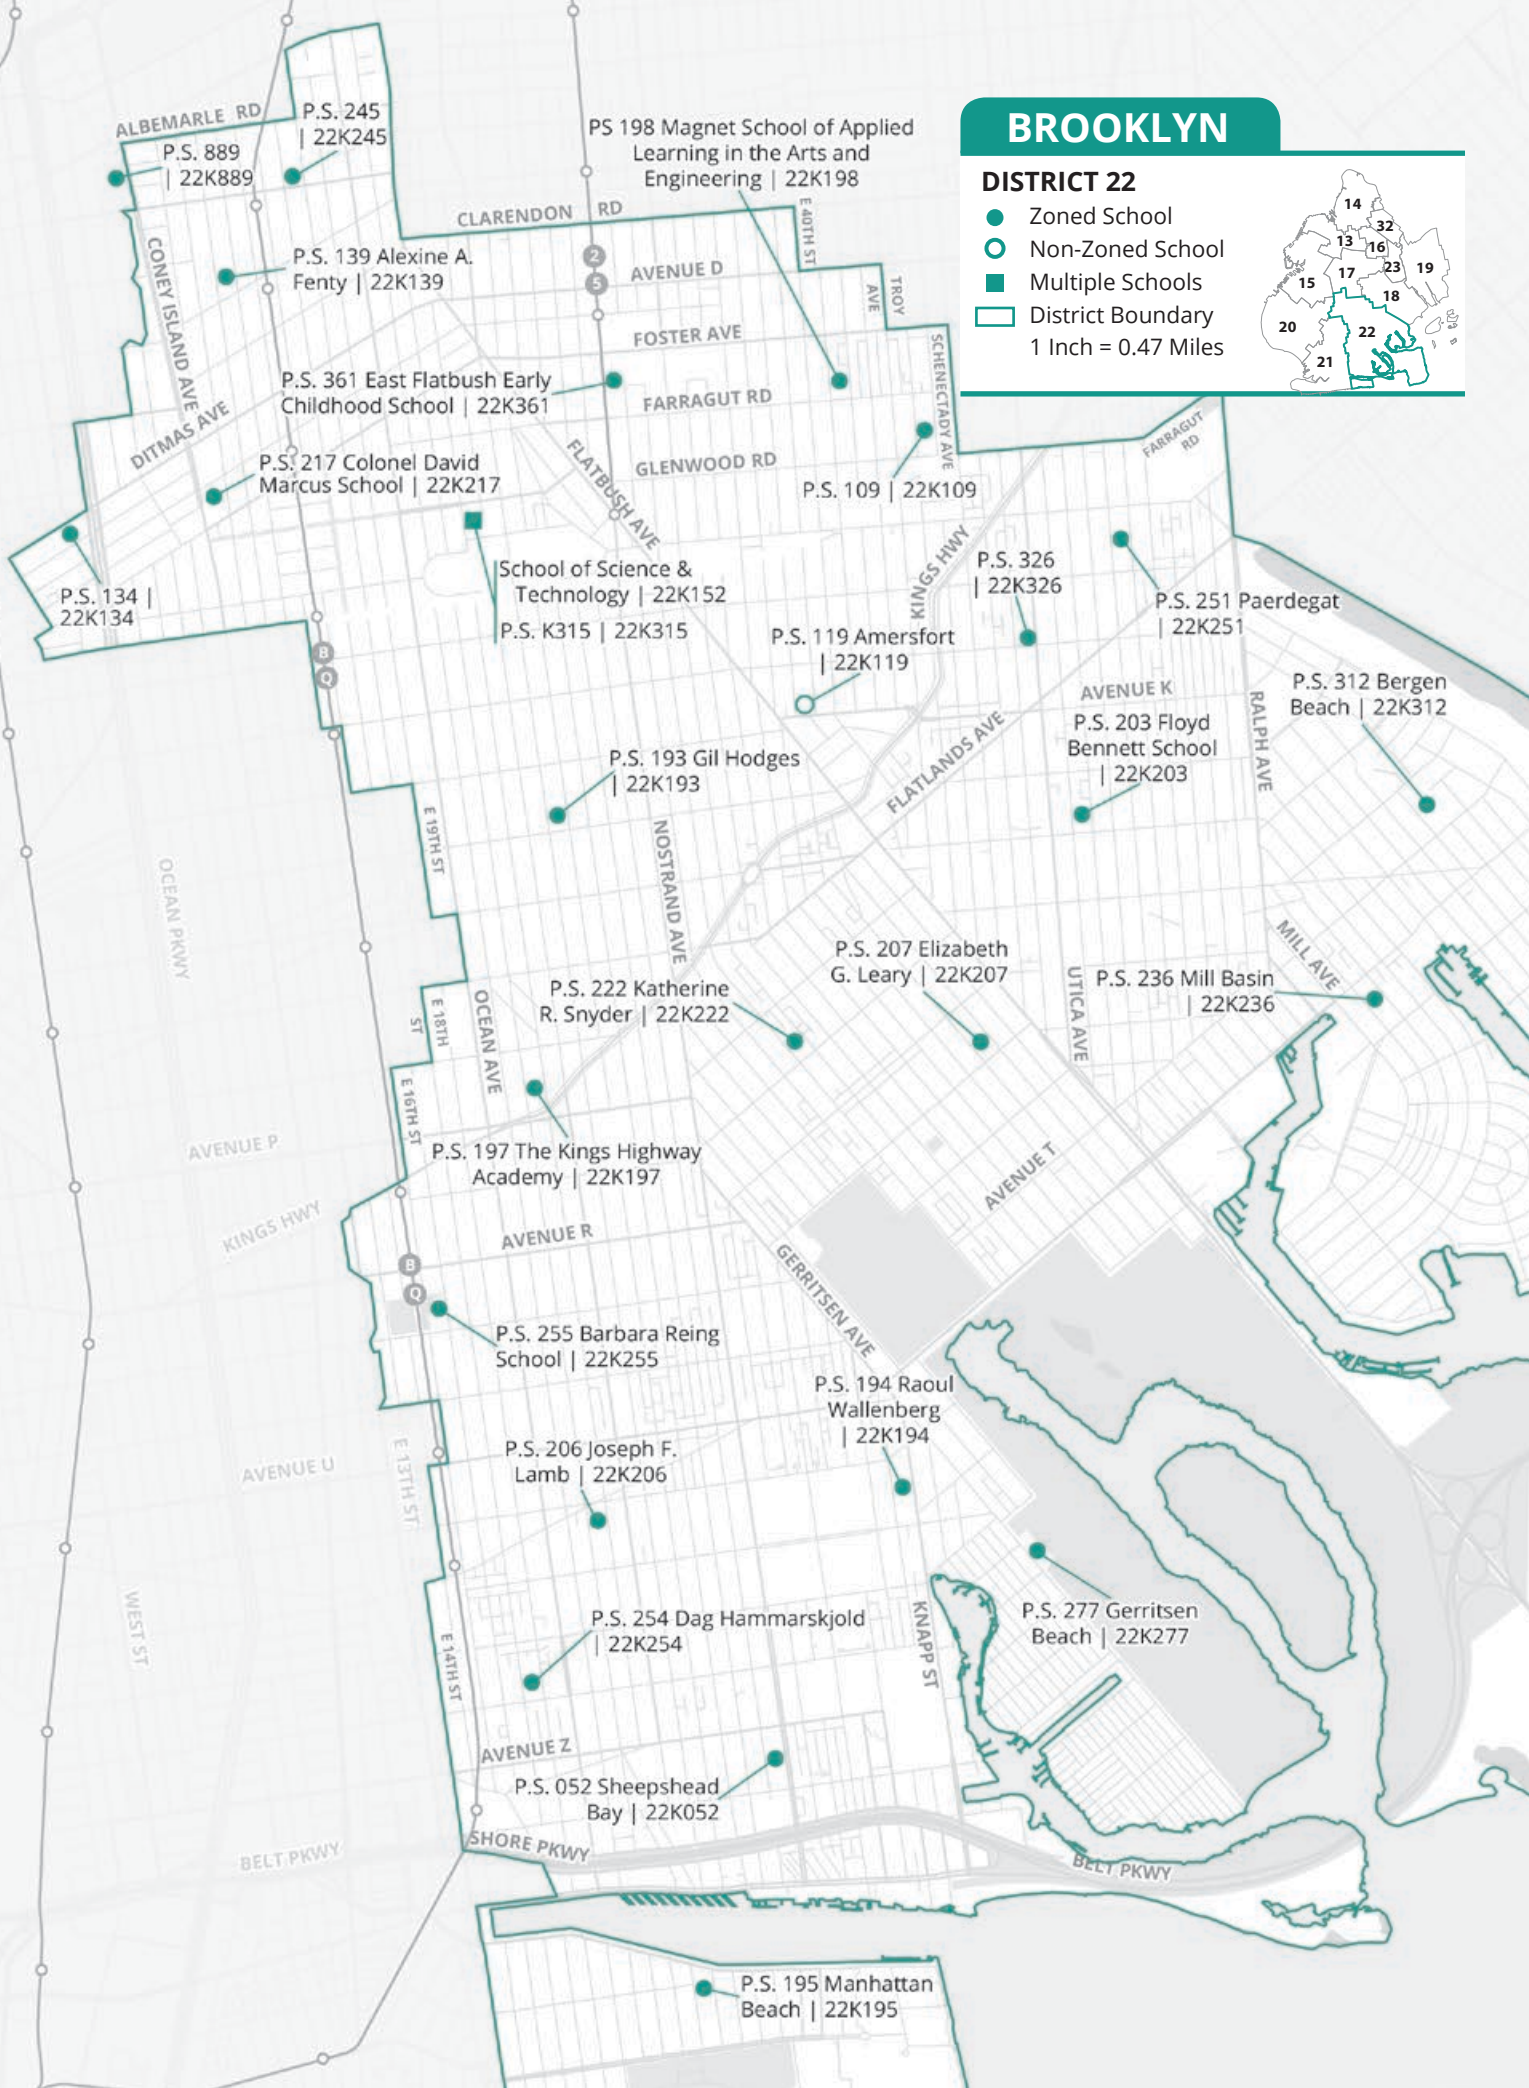 BROOKLYN
DISTRICT 22
Zoned School
Non-Zoned School
Multiple Schools
District Boundary
1 Inch = 0.47 Miles
14
32
13
16
17
23
19
15
18
20
22
21
ALBEMARLE RD
P.S. 245
| 22K245
P.S. 889
| 22K889
PS 198 Magnet School of Applied
Learning in the Arts and
Engineering | 22K198
CLARENDON RD
E 40TH ST
CONEY ISLAND AVE
P.S. 139 Alexine A.
Fenty | 22K139
2
5
AVENUE D
TROY
AVE
FOSTER AVE
SCHENECTADY AVE
P.S. 361 East Flatbush Early
Childhood School | 22K361
FARRAGUT RD
DITMAS AVE
FARRAGUT
RD
P.S. 217 Colonel David
Marcus School | 22K217
FLATBUSH AVE
GLENWOOD RD
P.S. 109 | 22K109
School of Science &
Technology | 22K152
P.S. K315 | 22K315
KINGS HWY
P.S. 326
| 22K326
P.S. 134 |
22K134
P.S. 251 Paerdegat
| 22K251
P.S. 119 Amersfort
| 22K119
B
Q
AVENUE K
P.S. 312 Bergen
Beach | 22K312
RALPH AVE
P.S. 203 Floyd
Bennett School
| 22K203
FLATLANDS AVE
P.S. 193 Gil Hodges
| 22K193
E 19TH ST
NOSTRAND AVE
OCEAN PKWY
P.S. 207 Elizabeth
G. Leary | 22K207
MILL AVE
P.S. 236 Mill Basin
| 22K236
UTICA AVE
P.S. 222 Katherine
R. Snyder | 22K222
E 18TH
ST
OCEAN AVE
E 16TH ST
AVENUE P
P.S. 197 The Kings Highway
Academy | 22K197
AVENUE T
KINGS HWY
AVENUE R
B
Q
GERRITSEN AVE
P.S. 255 Barbara Reing
School | 22K255
P.S. 194 Raoul
Wallenberg
| 22K194
AVENUE U
E 13TH ST
P.S. 206 Joseph F.
Lamb | 22K206
WEST ST
P.S. 254 Dag Hammarskjold
| 22K254
KNAPP ST
P.S. 277 Gerritsen
Beach | 22K277
E 14TH ST
AVENUE Z
P.S. 052 Sheepshead
Bay | 22K052
SHORE PKWY
BELT PKWY
BELT PKWY
P.S. 195 Manhattan
Beach | 22K195